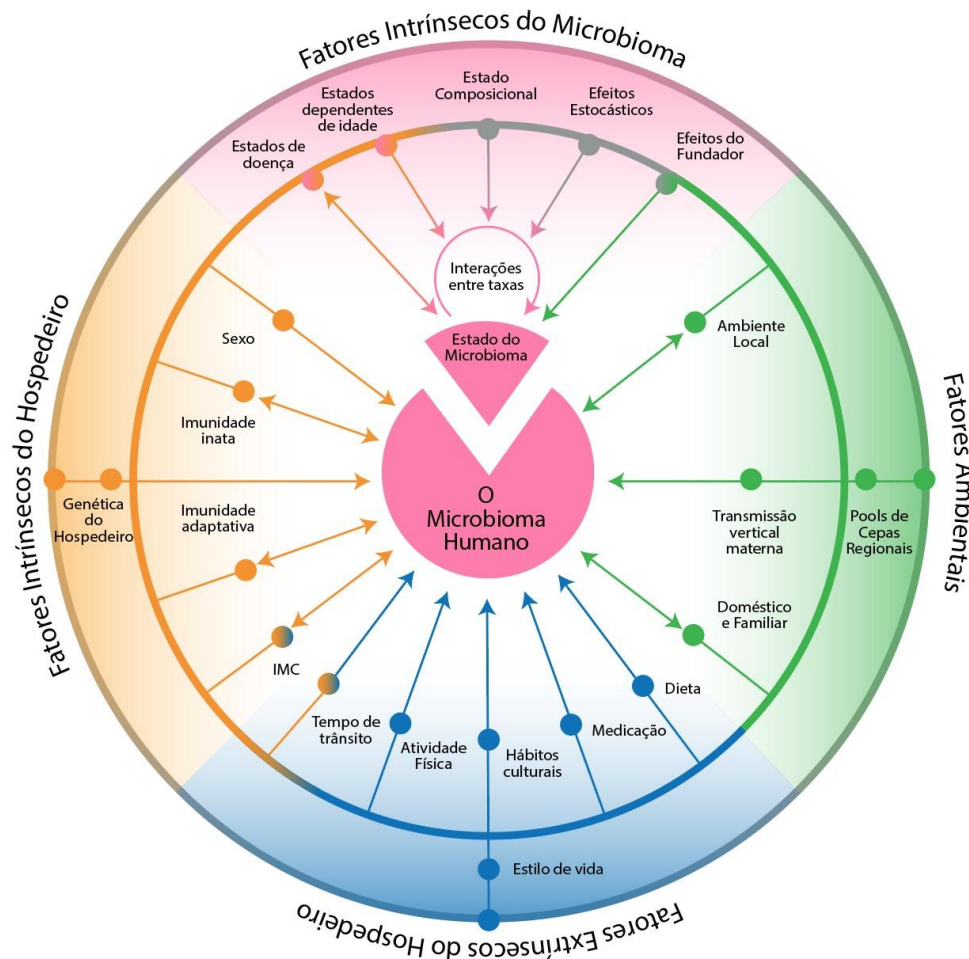 Fatores Intrínsecos do Microbioma
Estados de
doença
Estados
dependentes
de idade
Estado
Composicional
Efeitos
Estocásticos
Efeitos do
Fundador
Interações
entre taxas
Estado do
Microbioma
O
Microbioma
Humano
Fatores Intrínsecos do Hospedeiro
Sexo
Imunidade
inata
Genética
do
Hospedeiro
Imunidade
adaptativa
IMC
Tempo de
trânsito
Atividade
Física
Hábitos
culturais
Medicação
Dieta
Estilo de vida
Fatores Extrínsecos do Hospedeiro
Ambiente
Local
Transmissão
vertical
materna
Pools de
Cepas
Regionais
Doméstico
e Familiar
Fatores Ambientais